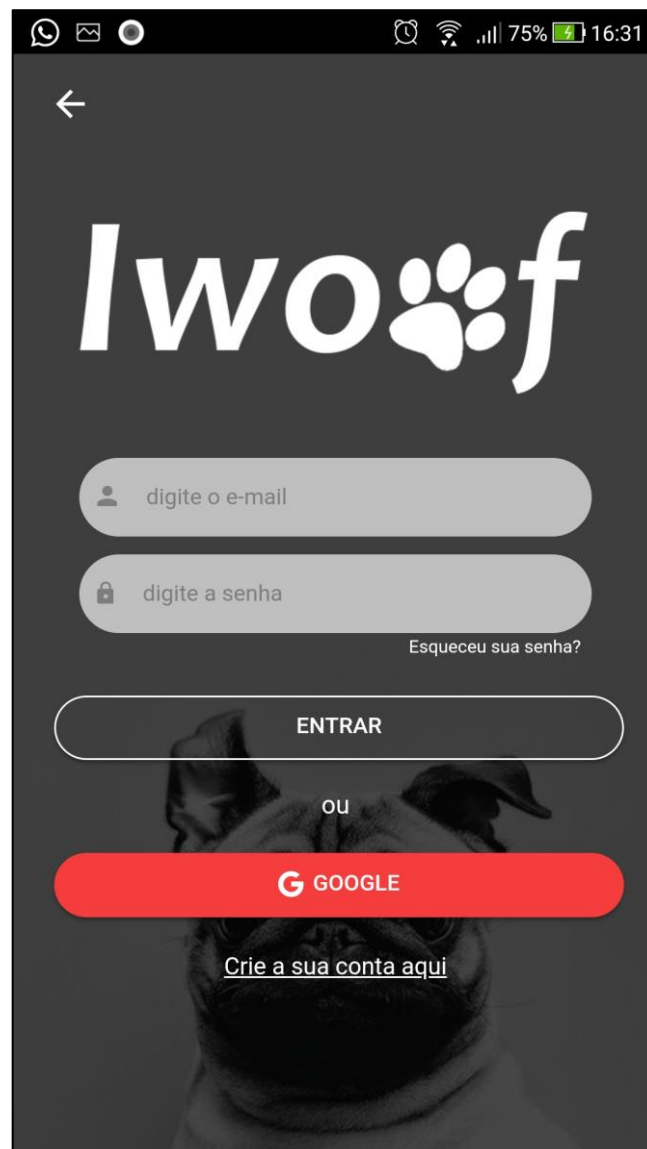 75% 16:31
Iwoof
digite o e-mail
digite a senha
Esqueceu sua senha?
ENTRAR
ou
G GOOGLE
Crie a sua conta aqui